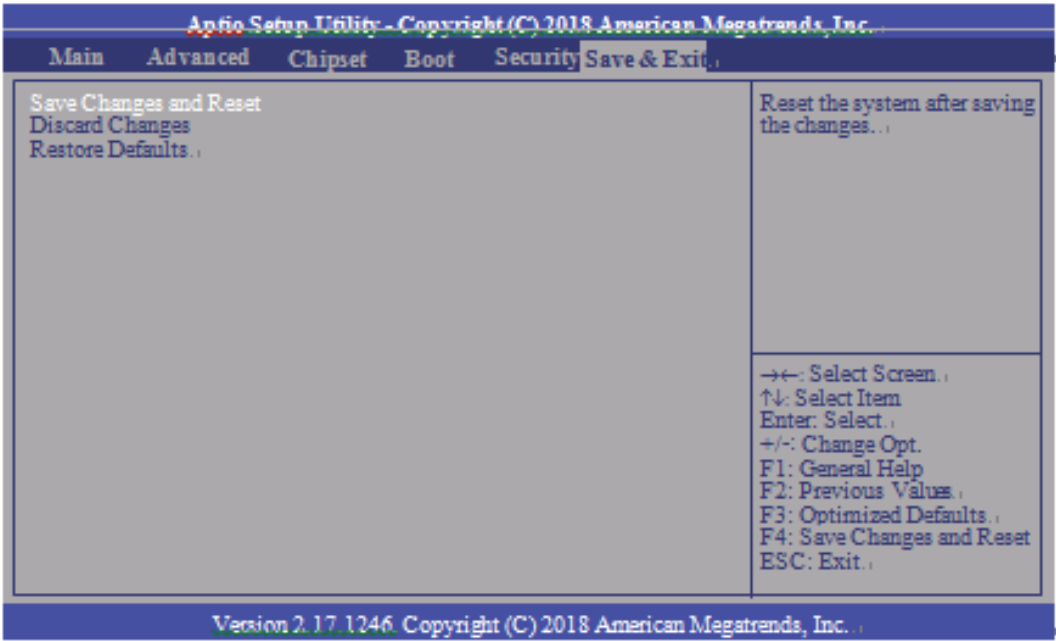 Aptio Setup Utility - Copyright (C) 2018 American Megatrends, Inc.
Main Advanced Chipset Boot Security Save & Exit
Save Changes and Reset
Discard Changes
Restore Defaults.
Reset the system after saving
the changes..
→←: Select Screen.
↑↓: Select Item
Enter: Select.
+/-: Change Opt.
F1: General Help
F2: Previous Values.
F3: Optimized Defaults.
F4: Save Changes and Reset
ESC: Exit.
Version 2.17.1246. Copyright (C) 2018 American Megatrends, Inc..